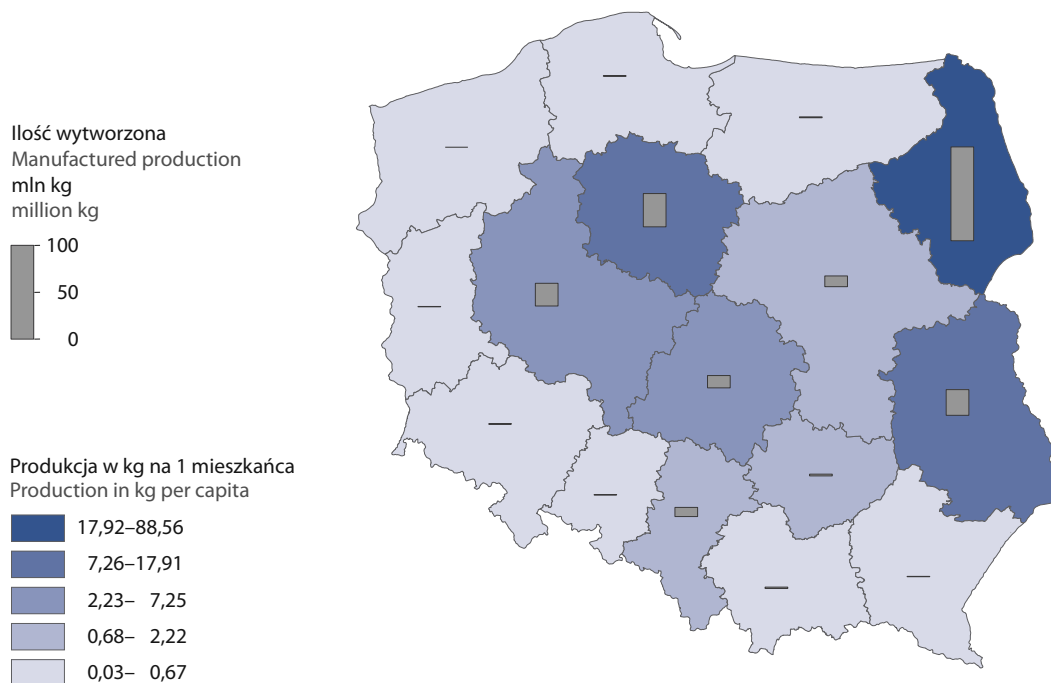 Ilość wytworzona
Manufactured production
mln kg
million kg
100
50
0
Produkcja w kg na 1 mieszkańca
Production in kg per capita
17,92–88,56
7,26–17,91
2,23– 7,25
0,68– 2,22
0,03– 0,67